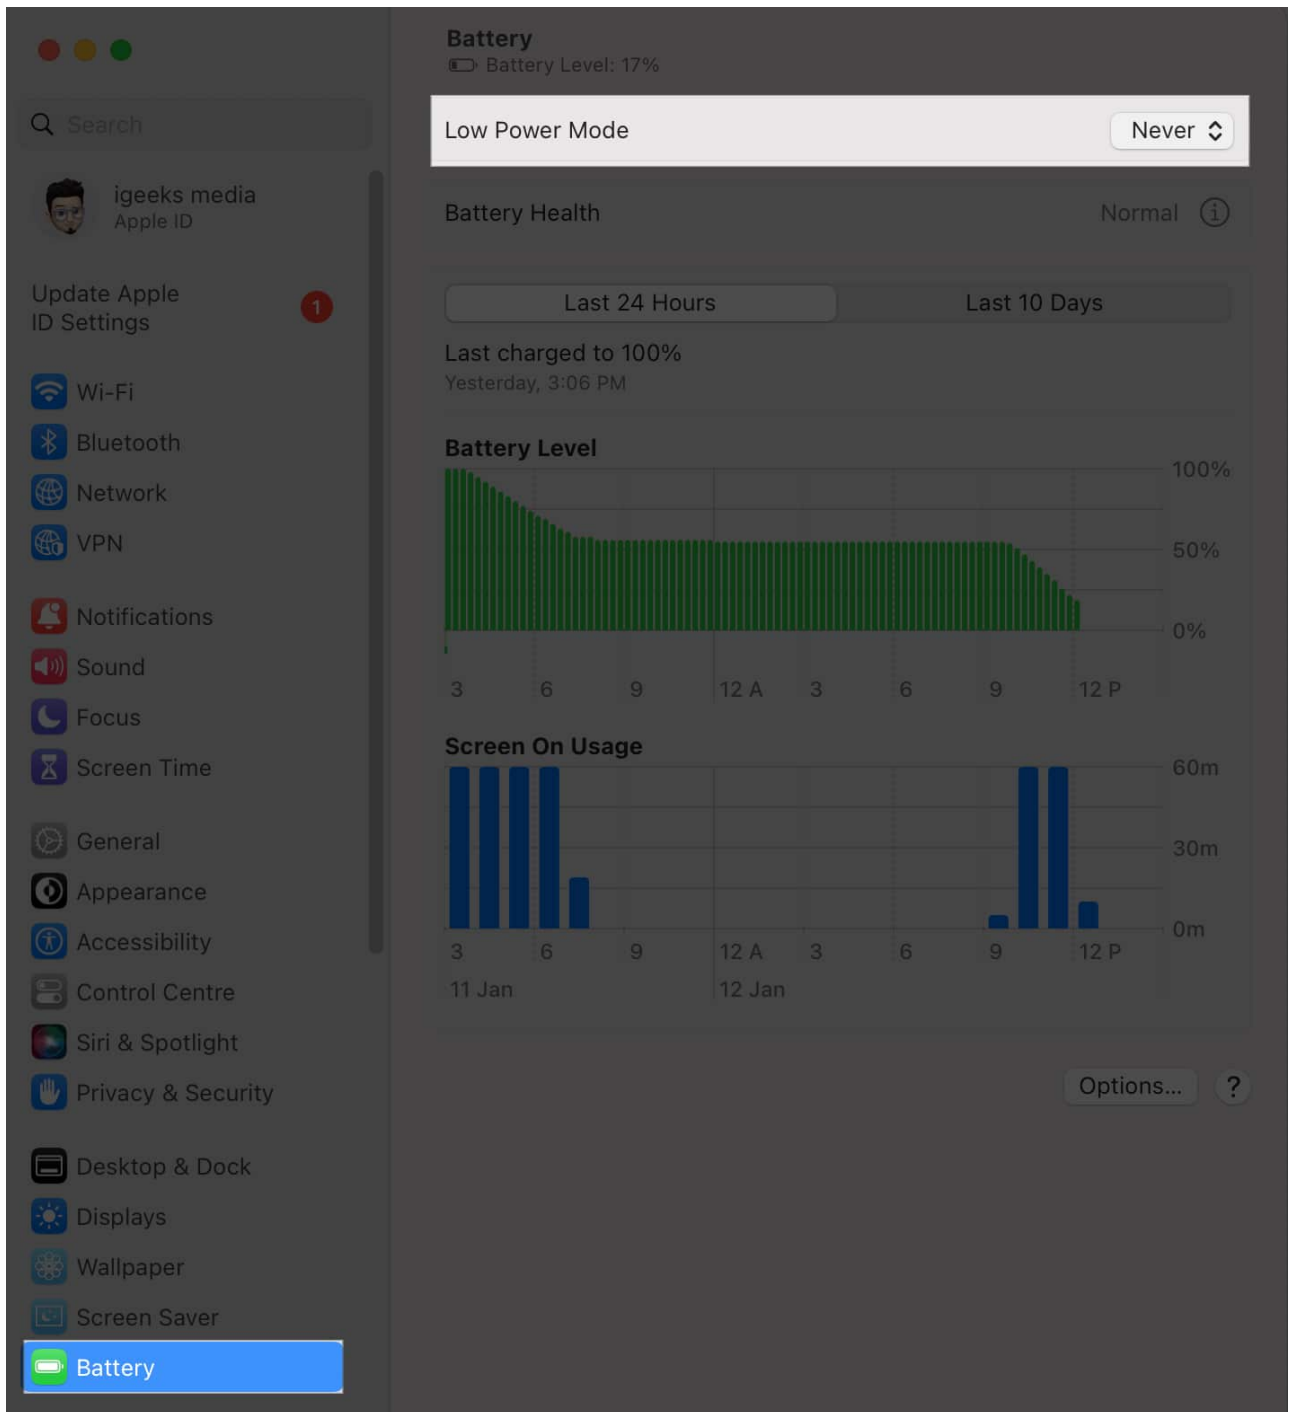 Search
igeeks media
Apple ID
Update Apple
ID Settings
1
Wi-Fi
Bluetooth
Network
VPN
Notifications
Sound
Focus
Screen Time
General
Appearance
Accessibility
Control Centre
Siri & Spotlight
Privacy & Security
Desktop & Dock
Displays
Wallpaper
Screen Saver
Battery
Battery
Battery Level: 17%
Low Power Mode Never
Battery Health Normal
Last 24 Hours Last 10 Days
Last charged to 100%
Yesterday, 3:06 PM
Battery Level
100%
50%
0%
3 6 9 12 A 3 6 9 12 P
Screen On Usage
60m
30m
0m
3 6 9 12 A 3 6 9 12 P
11 Jan 12 Jan
Options... ?